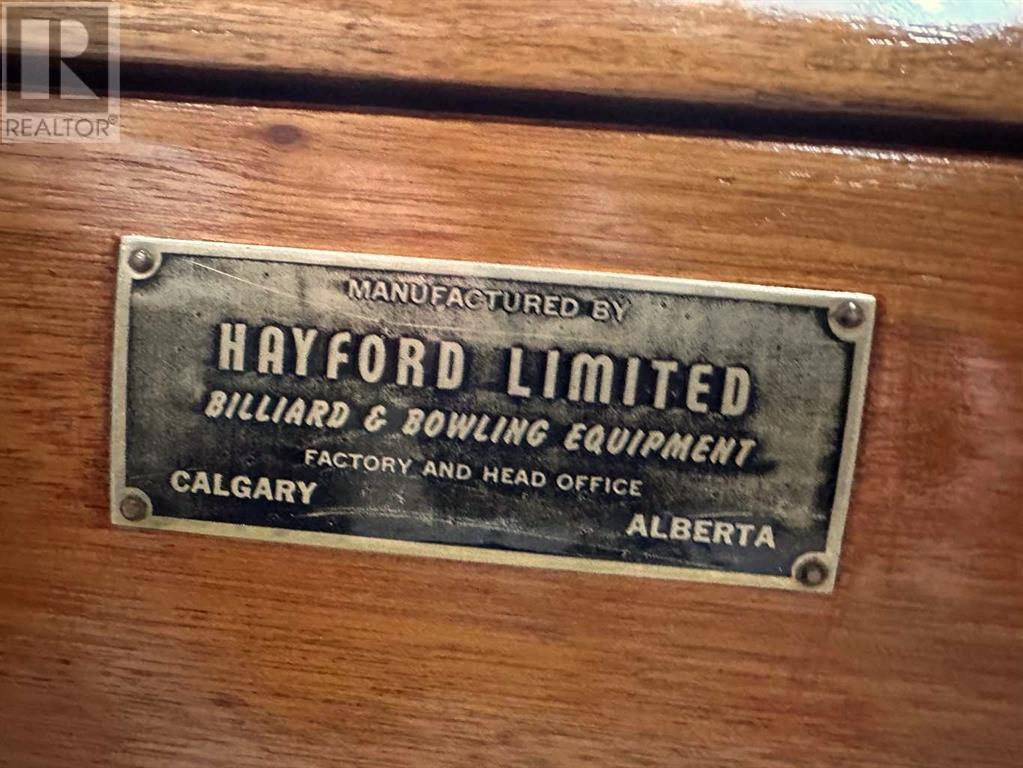 R
REALTOR®
MANUFACTURED BY
HAYFORD LIMITED
BILLIARD & BOWLING EQUIPMENT
FACTORY AND HEAD OFFICE
CALGARY ALBERTA